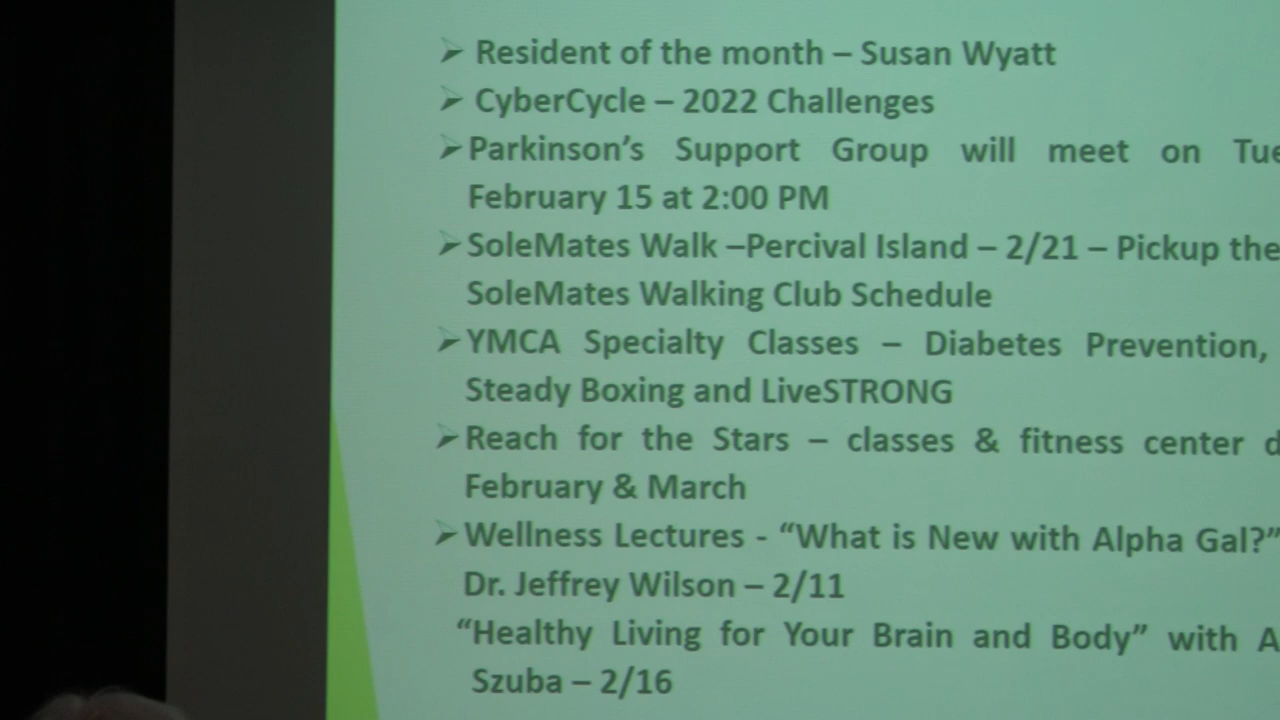 Resident of the month – Susan Wyatt
CyberCycle – 2022 Challenges
Parkinson's Support Group will meet on
February 15 at 2:00 PM
SoleMates Walk –Percival Island – 2/21 – Pickup the
SoleMates Walking Club Schedule
YMCA Specialty Classes – Diabetes Prevention,
Steady Boxing and LiveSTRONG
Reach for the Stars – classes & fitness center
February & March
Wellness Lectures - “What is New with Alpha Gal?”
Dr. Jeffrey Wilson – 2/11
“Healthy Living for Your Brain and Body” with
Szuba – 2/16